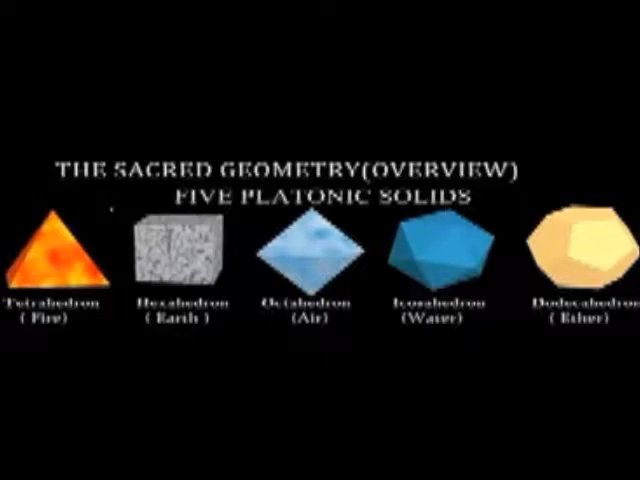 THE SACRED GEOMETRY(OVERVIEW)
FIVE PLATONIC SOLIDS
Tetrahedron
( Fire)
Hexahedron
( Earth )
Octahedron
(Air)
Icosahedron
(Water)
Dodecahedron
( Ether)